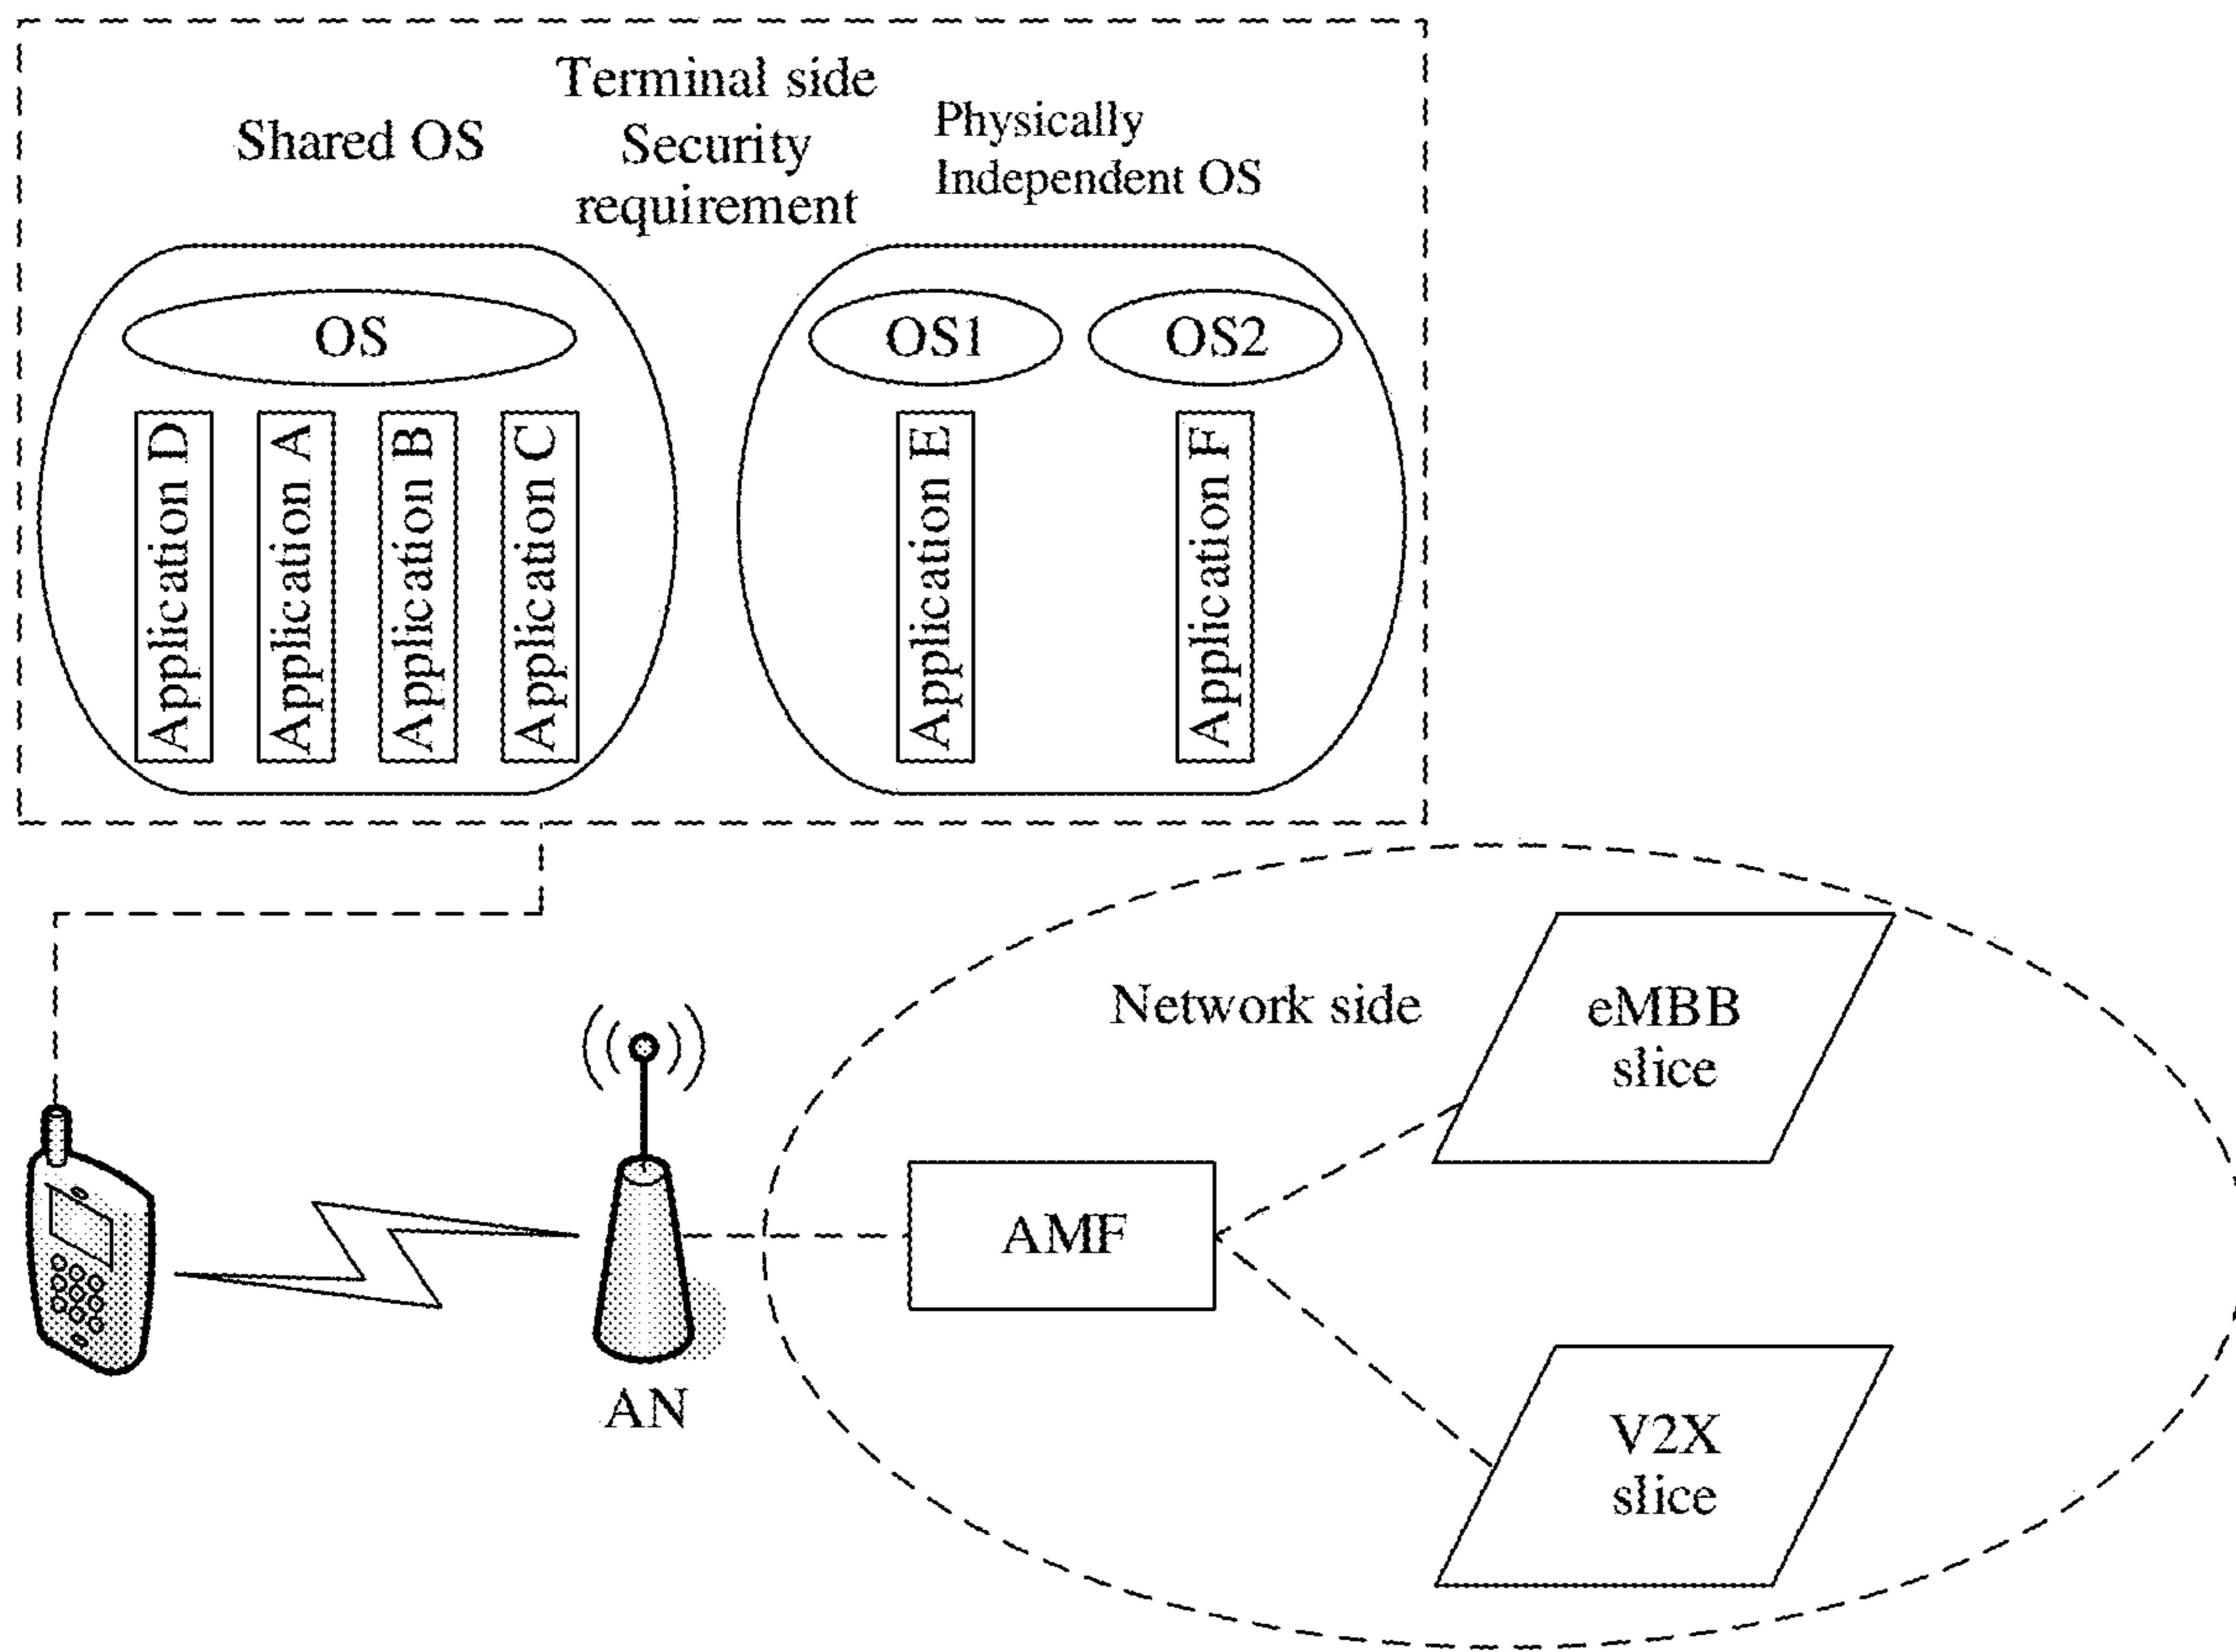 Terminal side
Security
requirement
Shared OS
Physically
Independent OS
OS
OS1
OS2
Application D
Application A
Application B
Application C
Application E
Application F
Network side
eMBB
slice
AMF
AN
V2X
slice